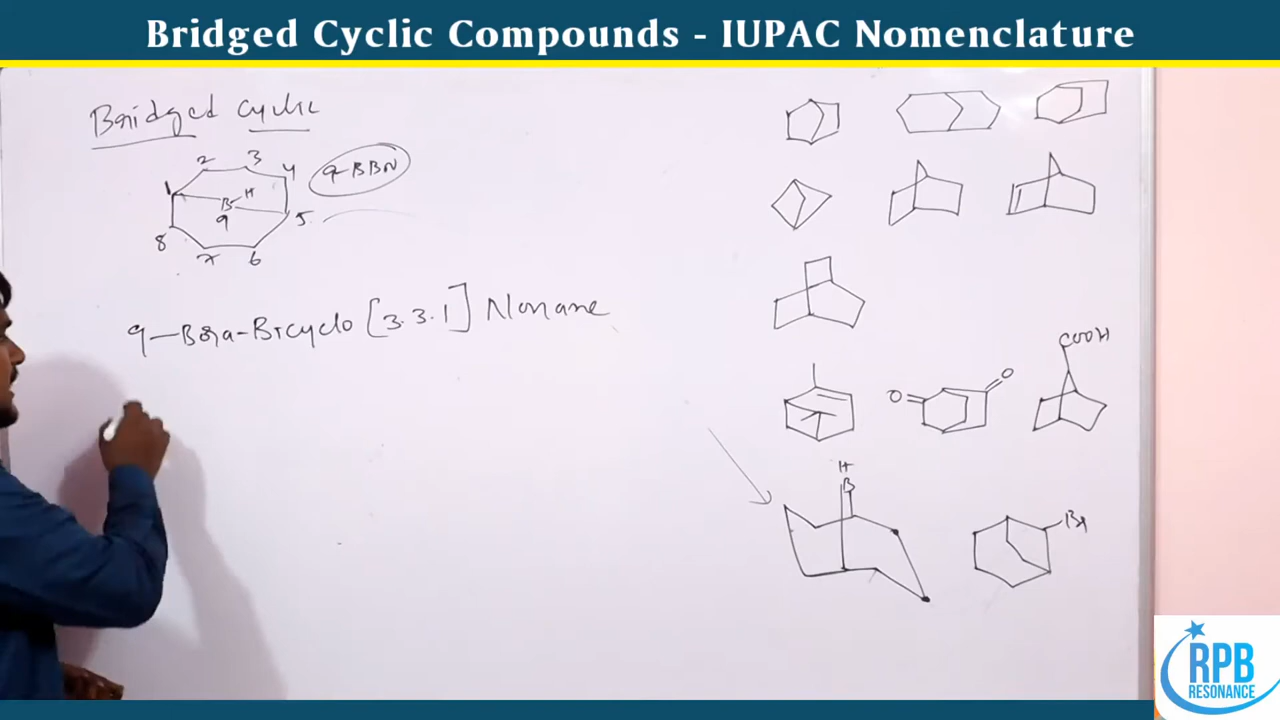 Bridged Cyclic Compounds - IUPAC Nomenclature
Bridged Cyclic
1 2 3 4 5 6 7 8 9
B-H
9-BBN
9-Bora-Bicyclo [3.3.1] Nonane
COOH
O O
H
B
Br
RPB
RESONANCE